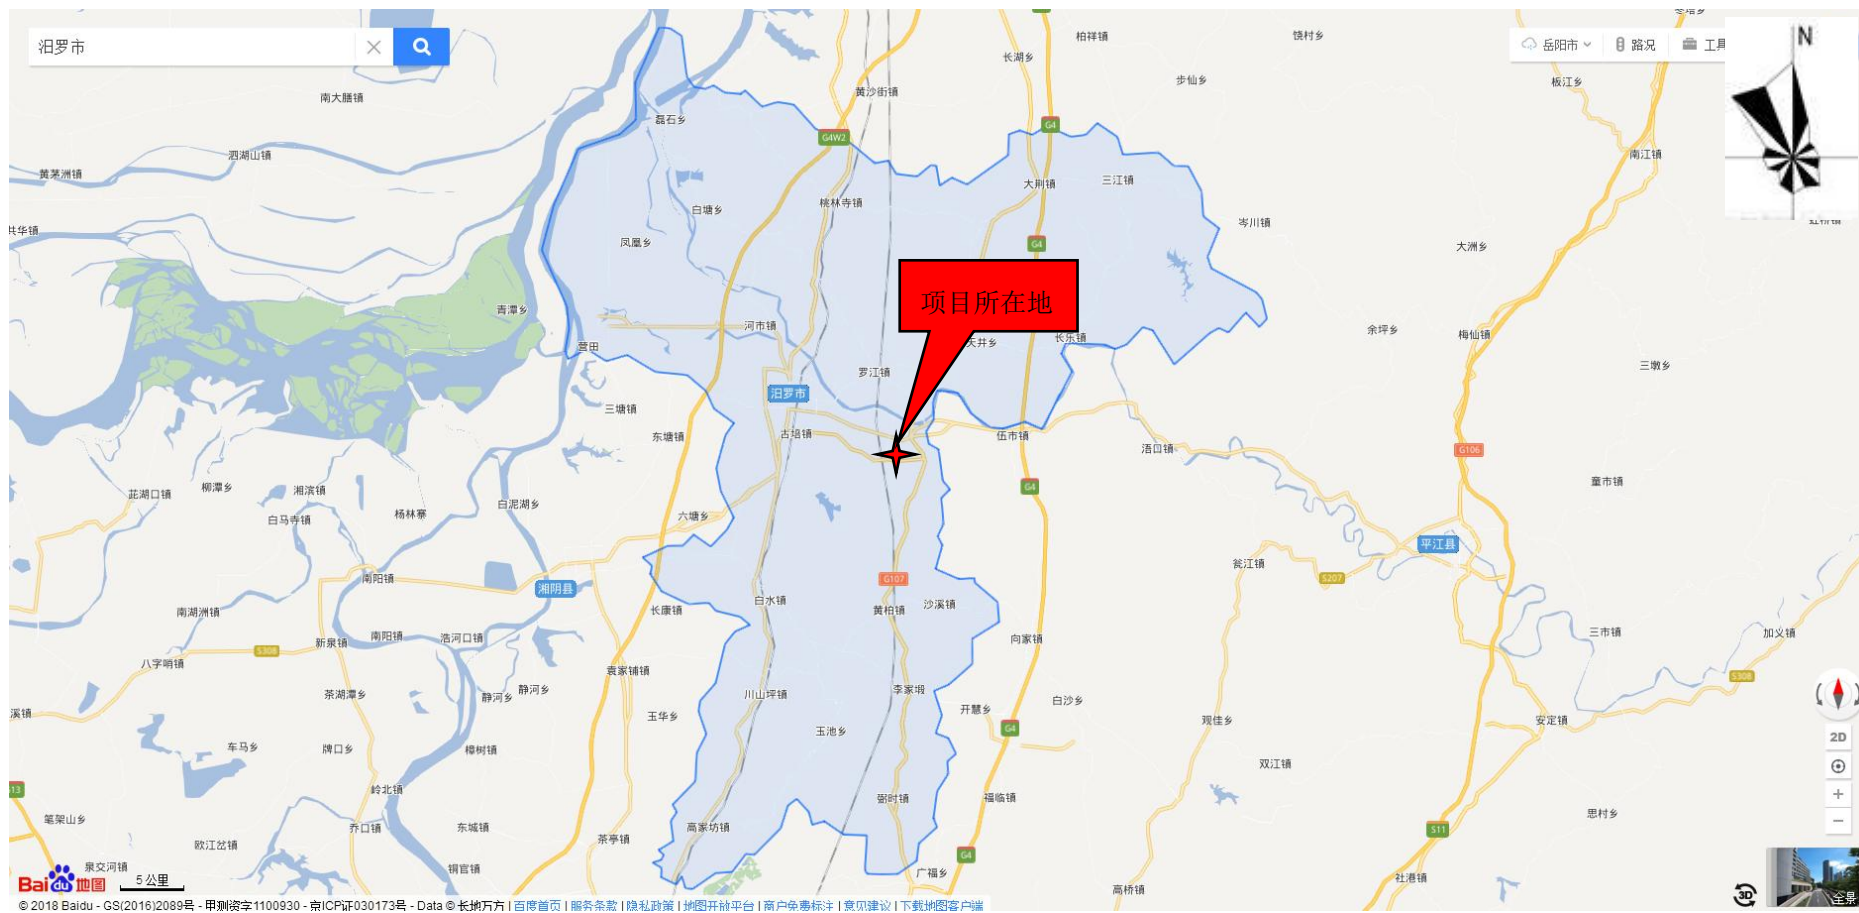 汨罗市
岳阳市
路况
工具
N
柏祥镇
饶村乡
长湖乡
步仙乡
板江乡
南大膳镇
黄沙街镇
磊石乡
G4W2
G4
泗湖山镇
南江镇
黄茅洲镇
大荆镇
三江镇
桃林寺镇
白塘乡
共华镇
岑川镇
凤凰乡
G4
大洲乡
项目所在地
青潭乡
河市镇
余坪乡
梅仙镇
天井乡
长乐镇
营田
三墩乡
罗江镇
汨罗市
三塘镇
东塘镇
古培镇
伍市镇
浯口镇
G106
童市镇
柳潭乡
湘滨镇
茈湖口镇
G4
白泥湖乡
杨林寨
白马寺镇
六塘乡
平江县
瓮江镇
南阳镇
G107
S207
湘阴县
白水镇
沙溪镇
南湖洲镇
长康镇
黄柏镇
三市镇
加义镇
新泉镇
南阳镇
浩河口镇
向家镇
S308
八字哨镇
袁家铺镇
S308
茶湖潭乡
静河乡
静河乡
川山坪镇
李家塅
白沙乡
溪镇
玉华乡
开慧乡
观佳乡
安定镇
G4
玉池乡
2D
车马乡
牌口乡
樟树镇
双江镇
13
岭北镇
弼时镇
福临镇
思村乡
笔架山乡
乔口镇
东城镇
高家坊镇
S11
茶亭镇
欧江岔镇
G4
泉交河镇
铜官镇
广福乡
社港镇
高桥镇
Bai du 地图
5 公里
3D
全景
© 2018 Baidu - GS(2016)2089号 - 甲测资字1100930 - 京ICP证030173号 - Data © 长地万方 | 百度首页 | 服务条款 | 隐私政策 | 地图开放平台 | 商户免费标注 | 意见建议 | 下载地图客户端